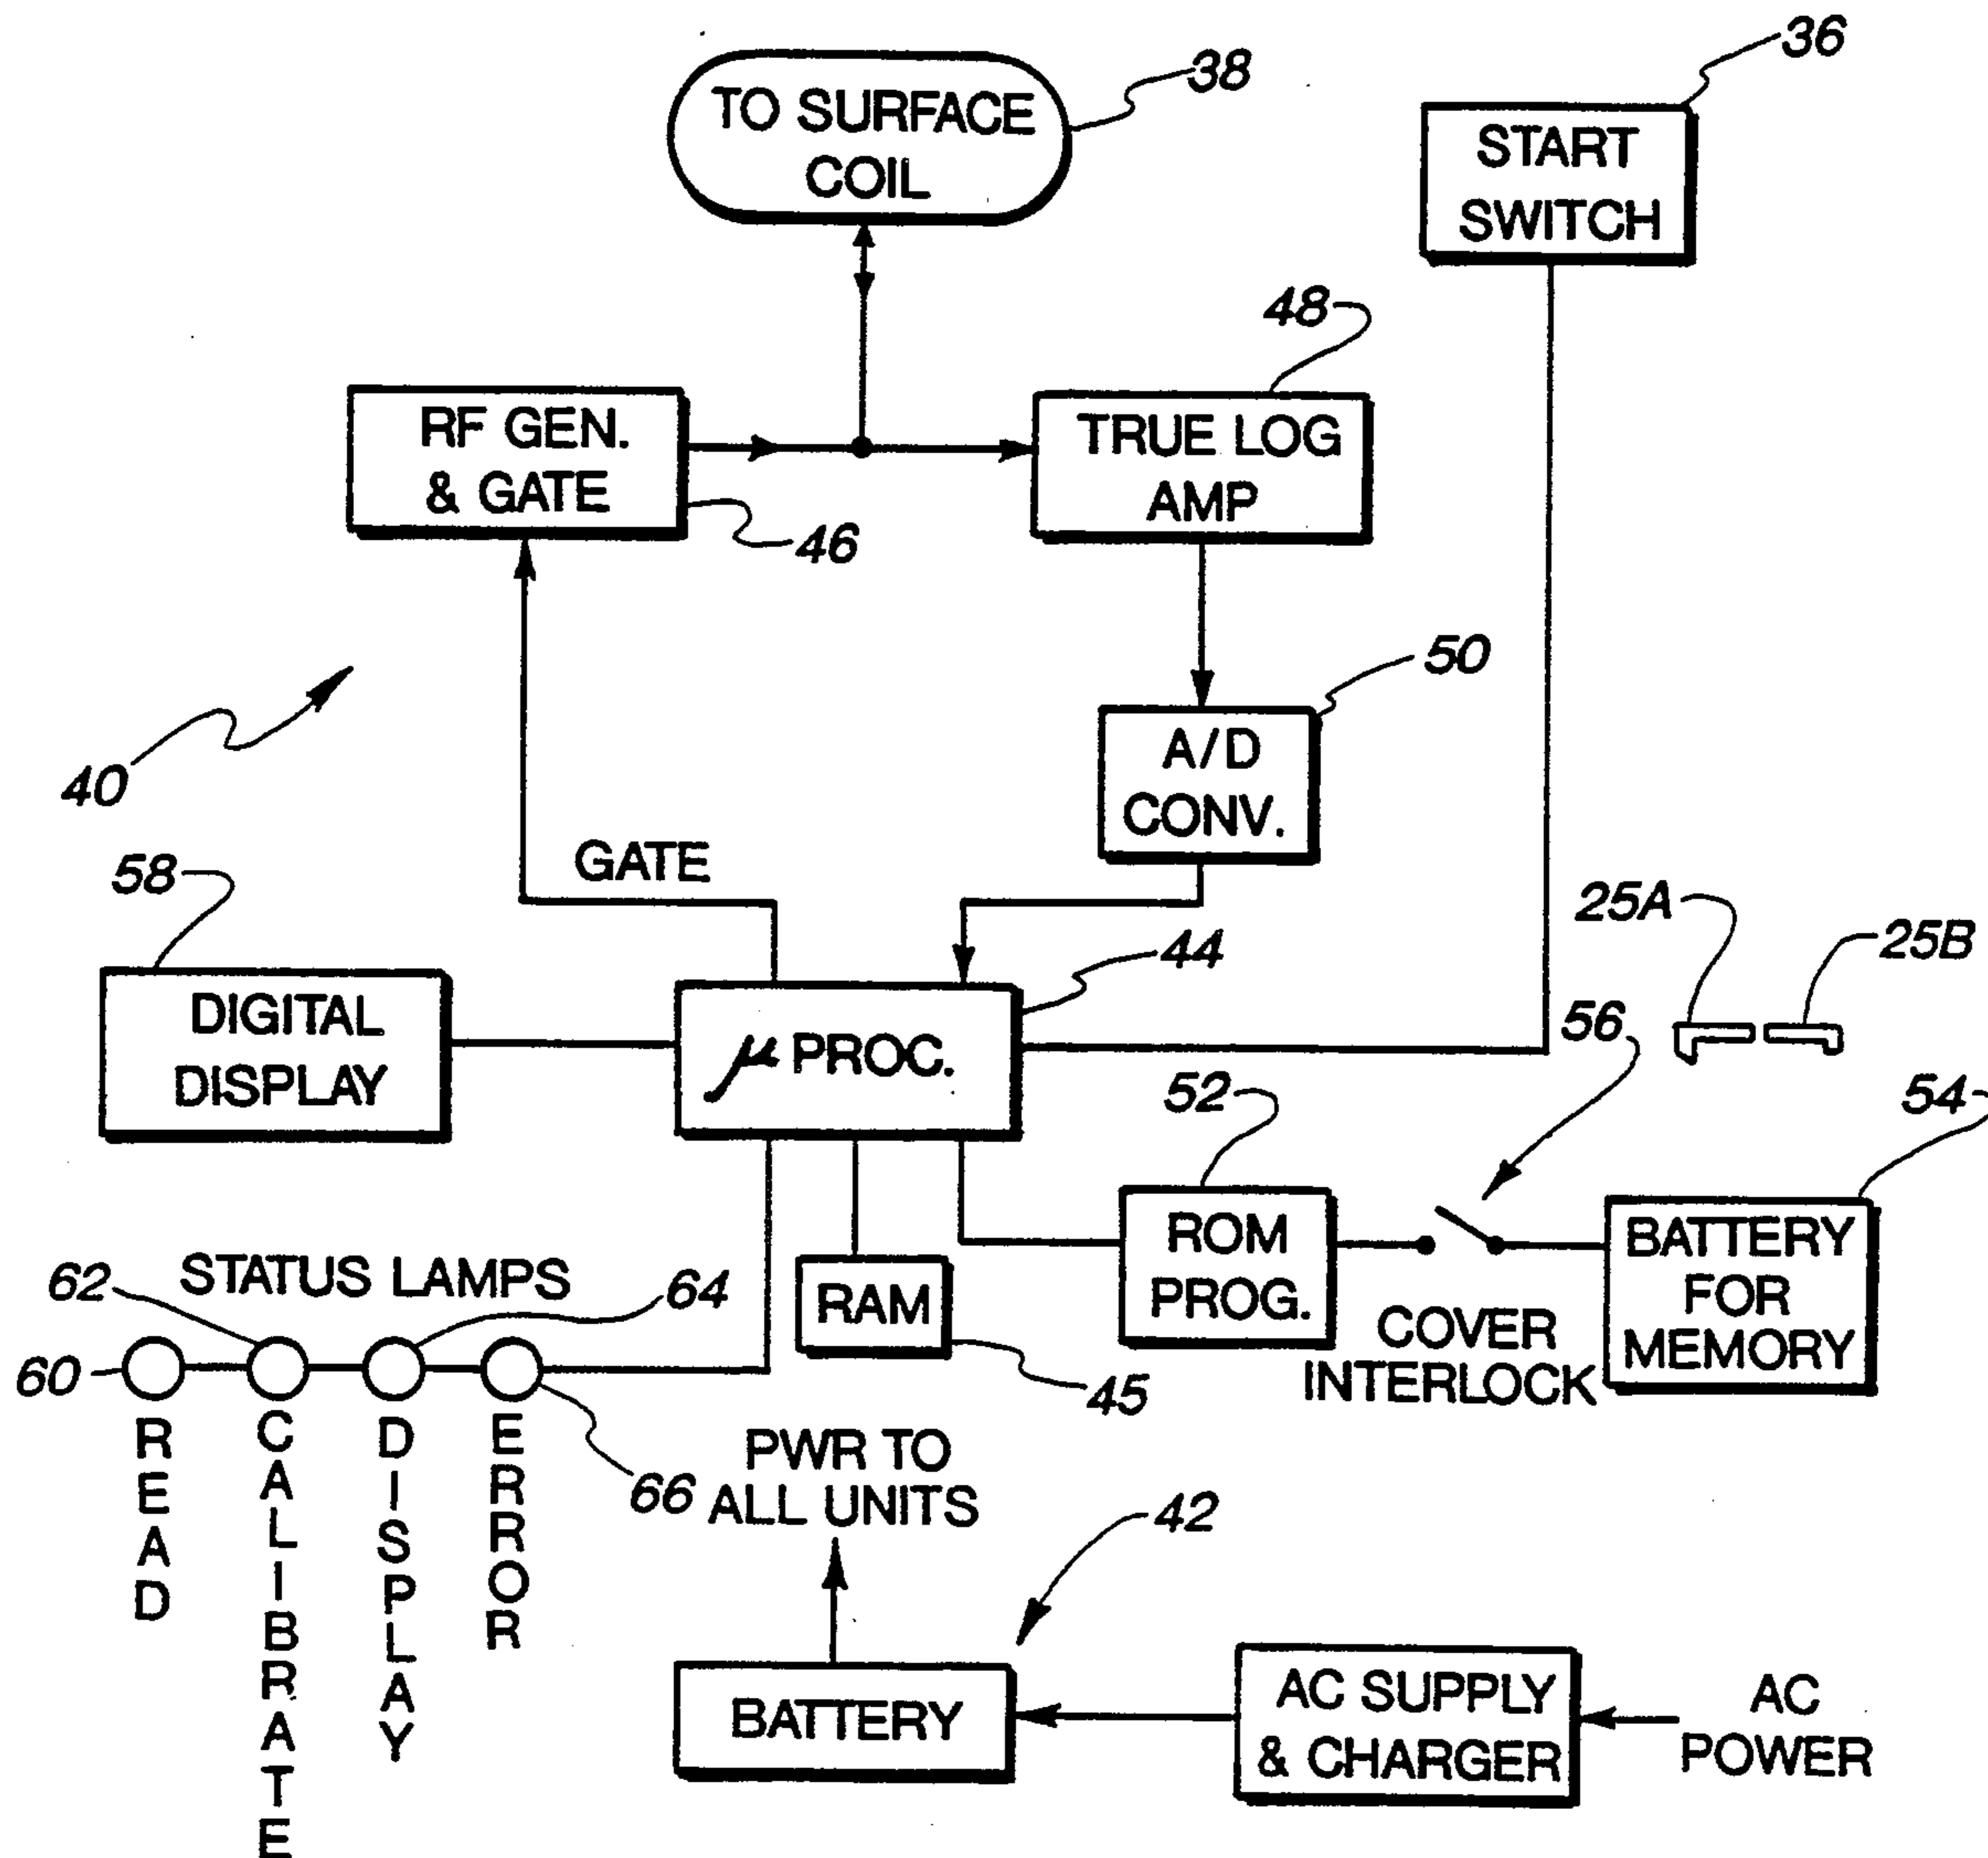 38
36
TO SURFACE
COIL
START
SWITCH
48
RF GEN.
& GATE
46
TRUE LOG
AMP
50
40
A/D
CONV.
GATE
58
25A
25B
44
56
DIGITAL
DISPLAY
µ PROC.
52
54
ROM
PROG.
BATTERY
FOR
MEMORY
COVER
INTERLOCK
RAM
45
STATUS LAMPS
62
64
60
66
READ
CALIBRATE
DISPLAY
ERROR
PWR TO
ALL UNITS
42
BATTERY
AC SUPPLY
& CHARGER
AC
POWER